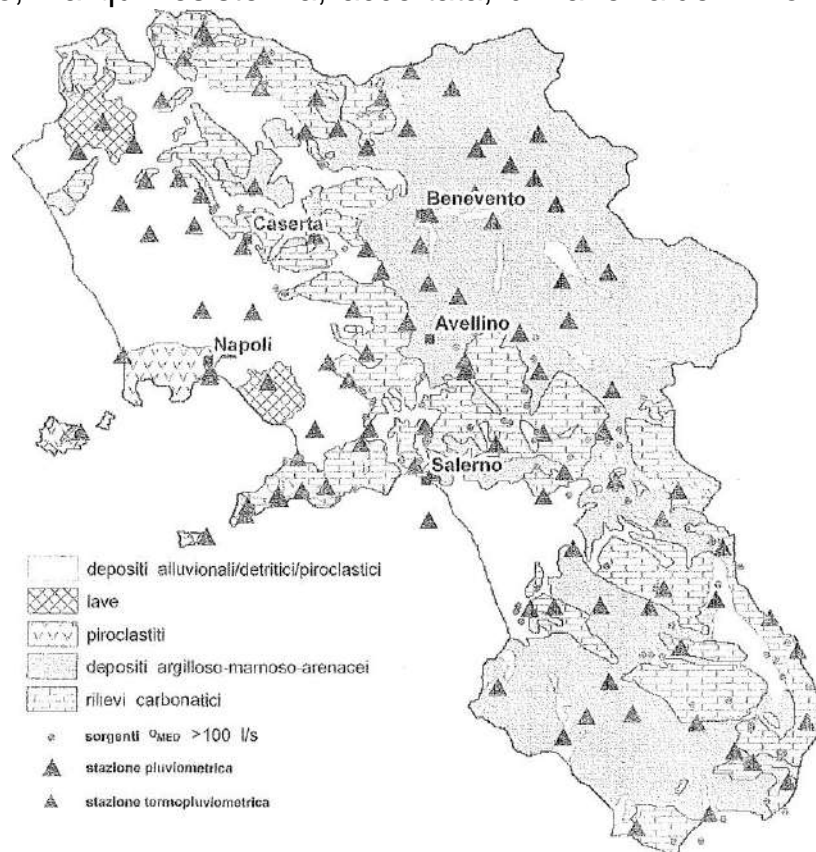 Benevento
Caserta
Avellino
Napoli
Salerno
depositi alluvionali/detritici/piroclastici
lave
piroclastiti
depositi argilloso-marnoso-arenacei
rilievi carbonatici
sorgenti QMED >100 l/s
stazione pluviometrica
stazione termopluviometrica